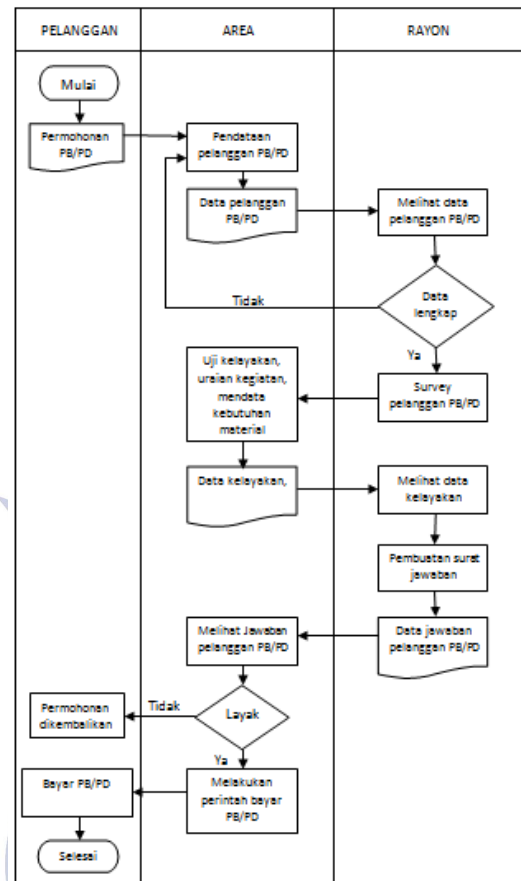 PELANGGAN
AREA
RAYON
Mulai
Permohonan
PB/PD
Pendataan
pelanggan PB/PD
Data pelanggan
PB/PD
Melihat data
pelanggan PB/PD
Data
lengkap
Tidak
Ya
Survey
pelanggan PB/PD
Uji kelayakan,
uraian kegiatan,
mendata
kebutuhan
material
Data kelayakan,
Melihat data
kelayakan
Pembuatan surat
jawaban
Data jawaban
pelanggan PB/PD
Melihat Jawaban
pelanggan PB/PD
Layak
Tidak
Permohonan
dikembalikan
Ya
Melakukan
perintah bayar
PB/PD
Bayar PB/PD
Selesai